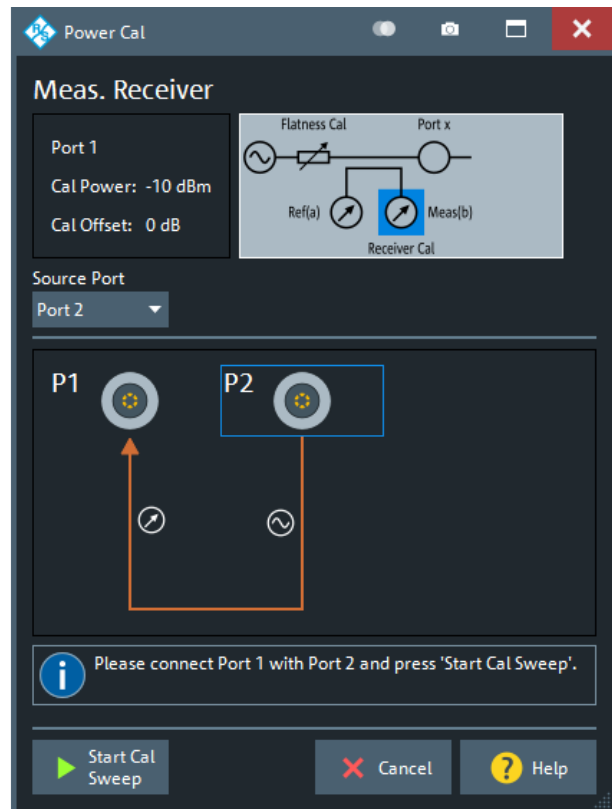 R S Power Cal
Meas. Receiver
Port 1
Cal Power: -10 dBm
Cal Offset: 0 dB
Flatness Cal Port x
Ref(a) Meas(b)
Receiver Cal
Source Port
Port 2
P1 P2
Please connect Port 1 with Port 2 and press 'Start Cal Sweep'.
Start Cal
Sweep
Cancel
Help